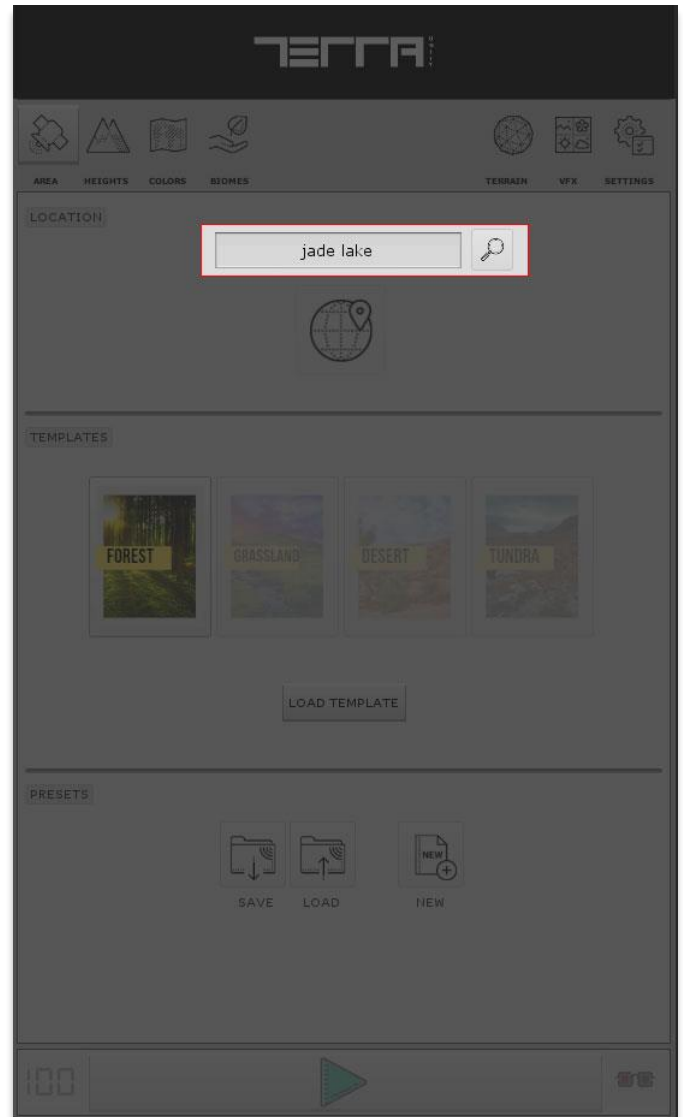 TERRA UNITY
AREA HEIGHTS COLORS BIOMES TERRAIN VFX SETTINGS
LOCATION
jade lake
TEMPLATES
FOREST GRASSLAND DESERT TUNDRA
LOAD TEMPLATE
PRESETS
NEW
SAVE LOAD NEW
100